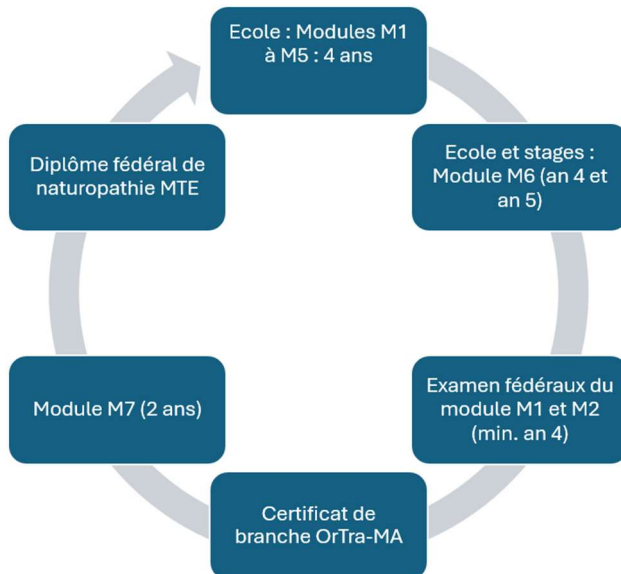 Ecole : Modules M1
à M5 : 4 ans
Ecole et stages :
Module M6 (an 4 et
an 5)
Examen fédéraux du
module M1 et M2
(min. an 4)
Certificat de
branche OrTra-MA
Module M7 (2 ans)
Diplôme fédéral de
naturopathie MTE